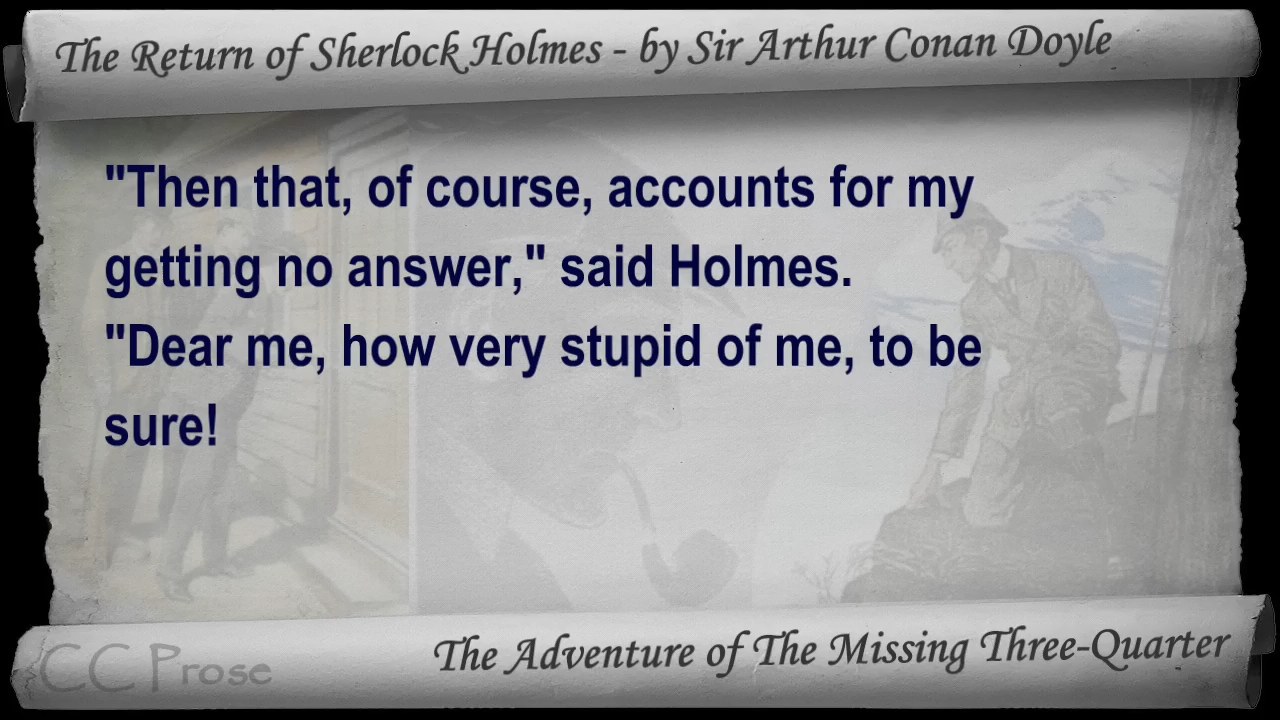 The Return of Sherlock Holmes - by Sir Arthur Conan Doyle
"Then that, of course, accounts for my
getting no answer," said Holmes.
"Dear me, how very stupid of me, to be
sure!
CC Prose
The Adventure of The Missing Three-Quarter